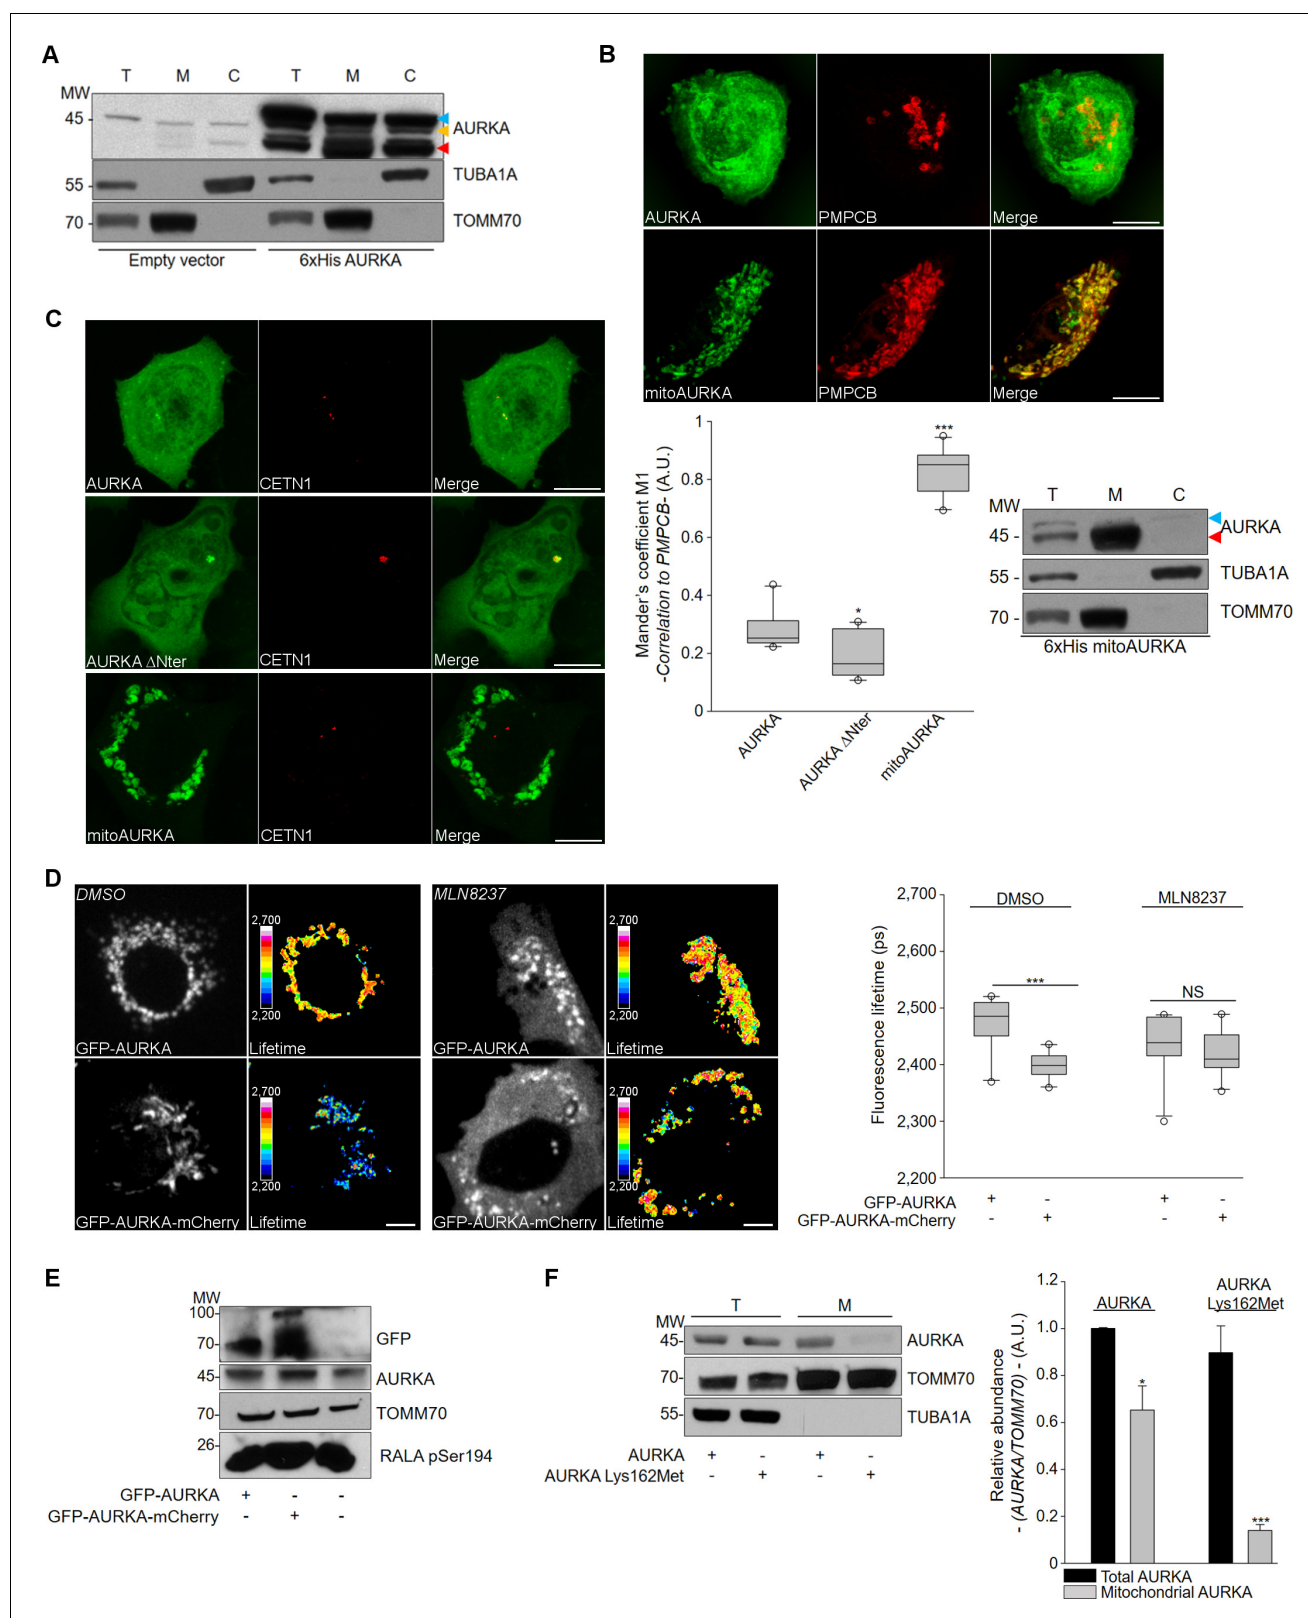 A
T M C T M C
MW
45
AURKA
55
TUBA1A
70
TOMM70
Empty vector
6xHis AURKA
B
AURKA
PMPCB
Merge
mitoAURKA
PMPCB
Merge
Mander's coefficient M1
-Correlation to PMPCB- (A.U.)
1
0.8
0.6
0.4
0.2
0
***
*
AURKA
AURKA ΔNter
mitoAURKA
T M C
MW
45 -
AURKA
55 -
TUBA1A
70 -
TOMM70
6xHis mitoAURKA
C
AURKA
CETN1
Merge
AURKA ΔNter
CETN1
Merge
mitoAURKA
CETN1
Merge
D
DMSO
2,700
2,200
GFP-AURKA
Lifetime
MLN8237
2,700
2,200
GFP-AURKA
Lifetime
2,700
2,200
GFP-AURKA-mCherry
Lifetime
2,700
2,200
GFP-AURKA-mCherry
Lifetime
Fluorescence lifetime (ps)
2,700
2,600
2,500
2,400
2,300
2,200
DMSO
MLN8237
***
NS
GFP-AURKA + - + -
GFP-AURKA-mCherry - + - +
E
MW
100-
70-
GFP
45-
AURKA
70-
TOMM70
26-
RALA pSer194
GFP-AURKA + - -
GFP-AURKA-mCherry - + -
F
T M
MW
45-
AURKA
70-
TOMM70
55-
TUBA1A
AURKA + - + -
AURKA Lys162Met - + - +
Relative abundance
- (AURKA/TOMM70) - (A.U.)
1.2
1.0
0.8
0.6
0.4
0.2
0
AURKA
AURKA
Lys162Met
*
***
Total AURKA
Mitochondrial AURKA